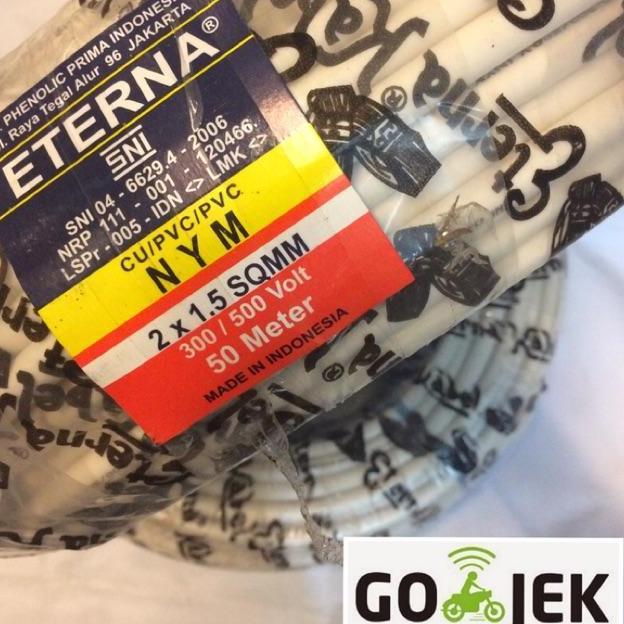 PHENOLIC PRIMA INDONESIA
Raya Tegal Alur 96 JAKARTA
ETERNA®
SNI
SNI 04 - 6629.4 - 2006
NRP 111 - 001 - 120466.
LSPr - 005 - IDN <> LMK <>
CU/PVC/PVC
NYM
2 x 1.5 SQMM
300 / 500 Volt
50 Meter
MADE IN INDONESIA
Eterna
®
®
GO JEK